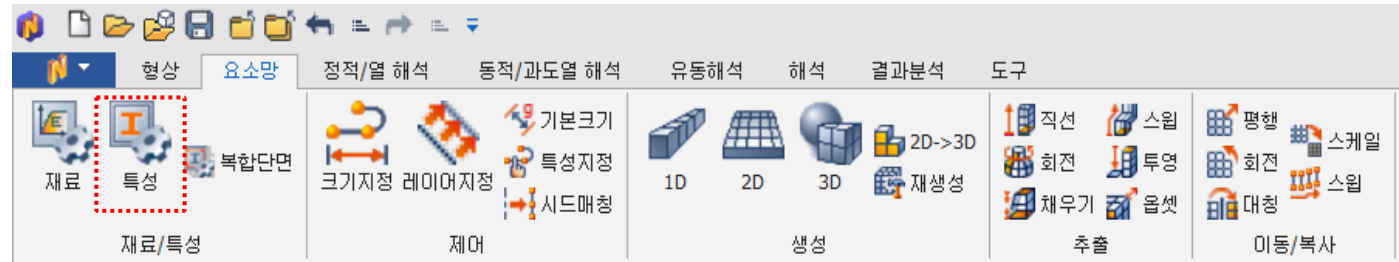 형상 요소망 정적/열 해석 동적/과도열 해석 유동해석 해석 결과분석 도구
재료 특성 복합단면
재료/특성
크기지정 레이어지정 기본크기
특성지정
시드매칭
제어
1D 2D 3D 2D->3D
재생성
생성
직선 스윕
회전 투영
채우기 옵셋
추출
평행 스케일
회전 스윕
대칭
이동/복사